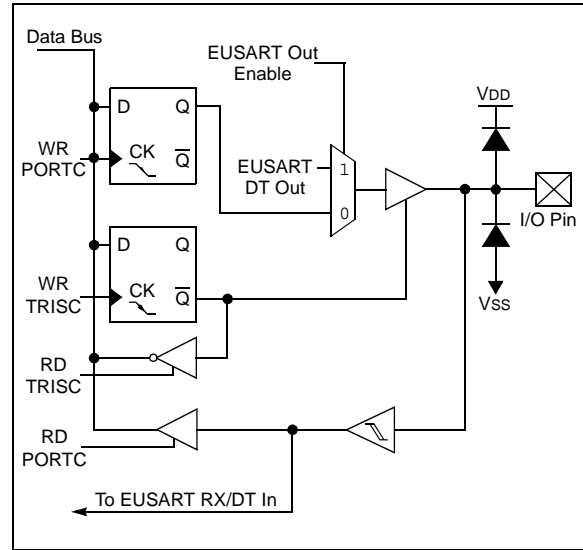 Data Bus
EUSART Out
Enable
VDD
D Q
WR
PORTC
CK
Q
EUSART
DT Out
1
0
I/O Pin
D Q
WR
TRISC
CK
Q
VSS
RD
TRISC
RD
PORTC
To EUSART RX/DT In